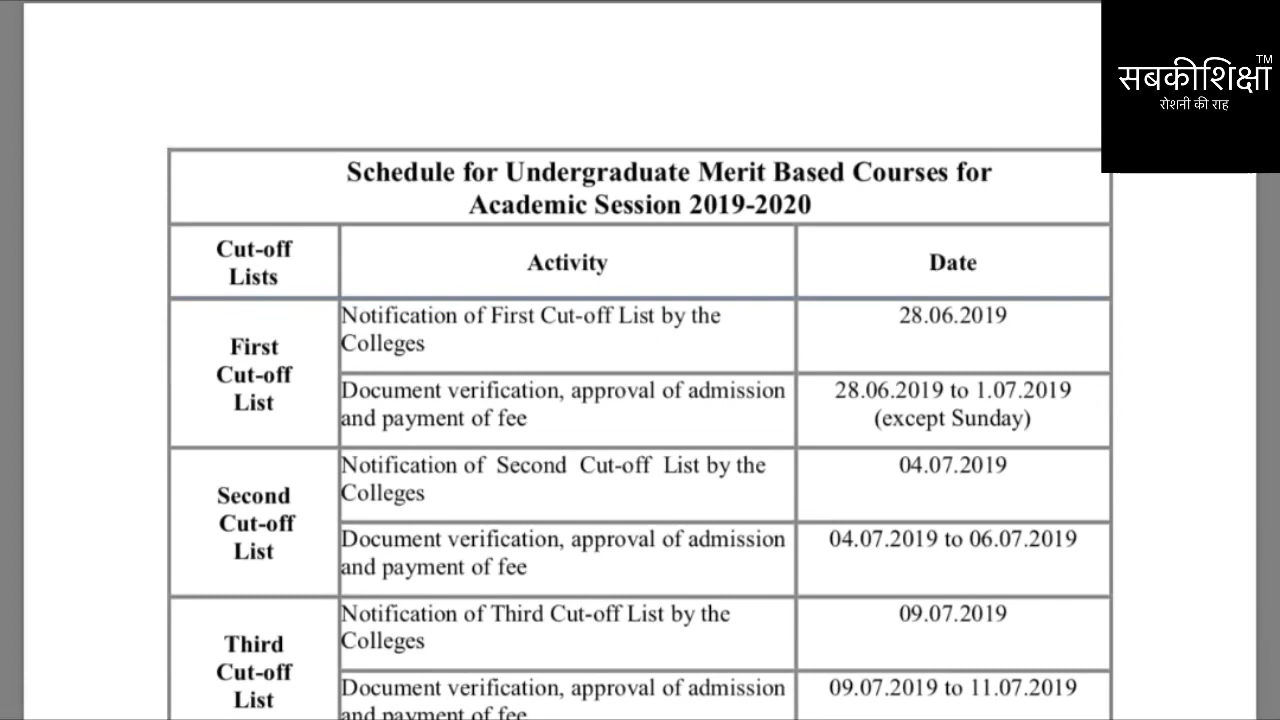 सबकीशिक्षा TM
रोशनी की राह
Schedule for Undergraduate Merit Based Courses for
Academic Session 2019-2020
Cut-off
Lists
Activity
Date
First
Cut-off
List
Notification of First Cut-off List by the
Colleges
28.06.2019
Document verification, approval of admission
and payment of fee
28.06.2019 to 1.07.2019
(except Sunday)
Second
Cut-off
List
Notification of Second Cut-off List by the
Colleges
04.07.2019
Document verification, approval of admission
and payment of fee
04.07.2019 to 06.07.2019
Third
Cut-off
List
Notification of Third Cut-off List by the
Colleges
09.07.2019
Document verification, approval of admission
and payment of fee
09.07.2019 to 11.07.2019